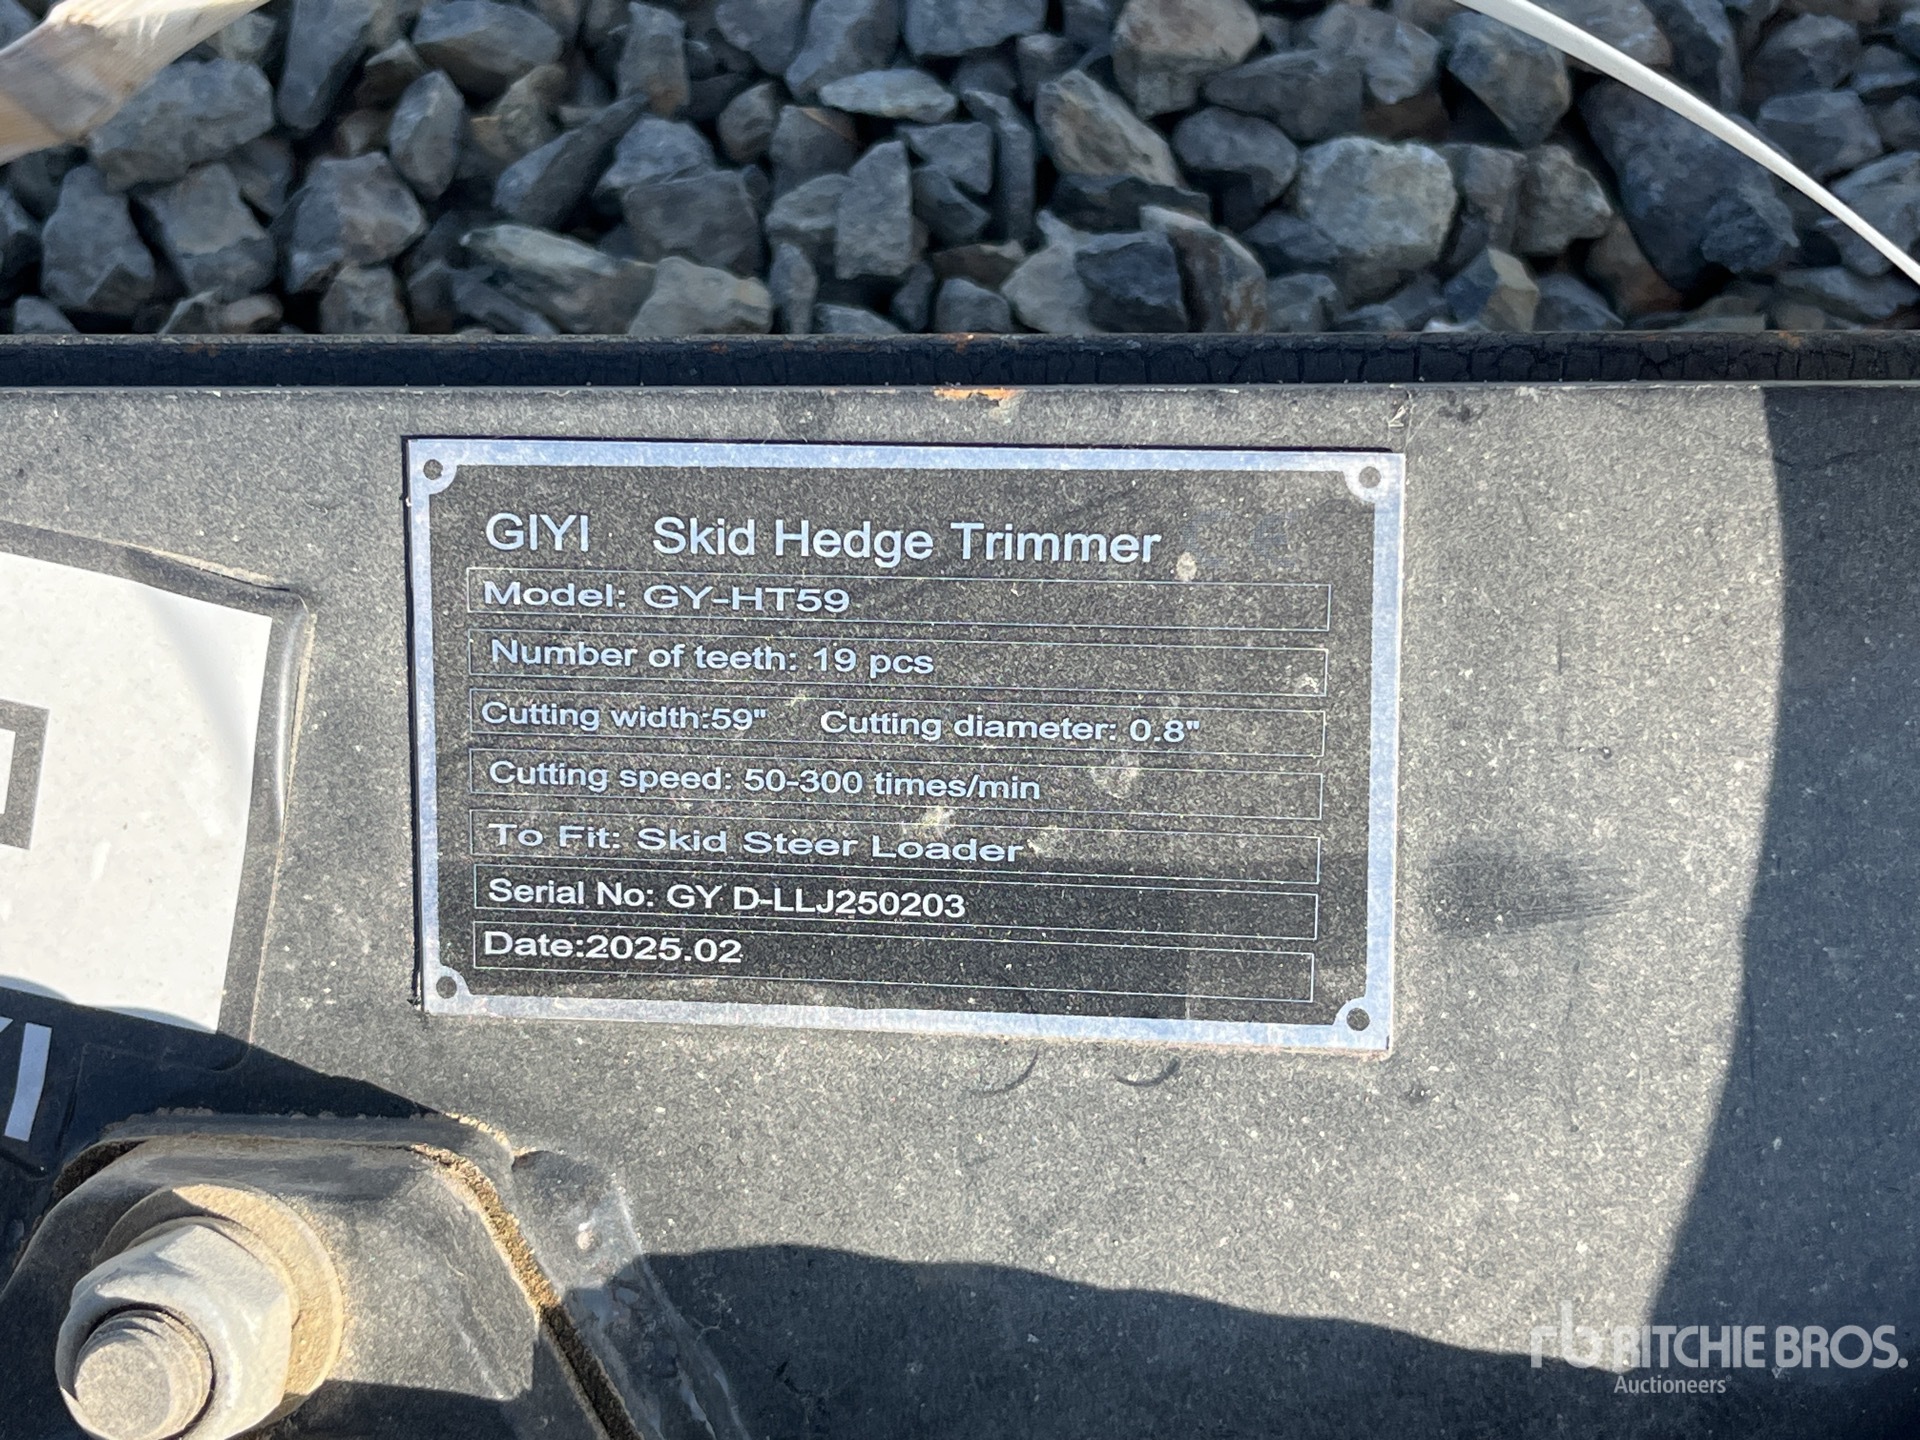 GIYI Skid Hedge Trimmer CE
Model: GY-HT59
Number of teeth: 19 pcs
Cutting width:59" Cutting diameter: 0.8"
Cutting speed: 50-300 times/min
To Fit: Skid Steer Loader
Serial No: GY D-LLJ250203
Date:2025.02
rb RITCHIE BROS.
Auctioneers